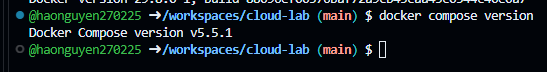 @haonguyen270225 ➜/workspaces/cloud-lab (main) $ docker compose version
Docker Compose version v5.5.1
@haonguyen270225 ➜/workspaces/cloud-lab (main) $